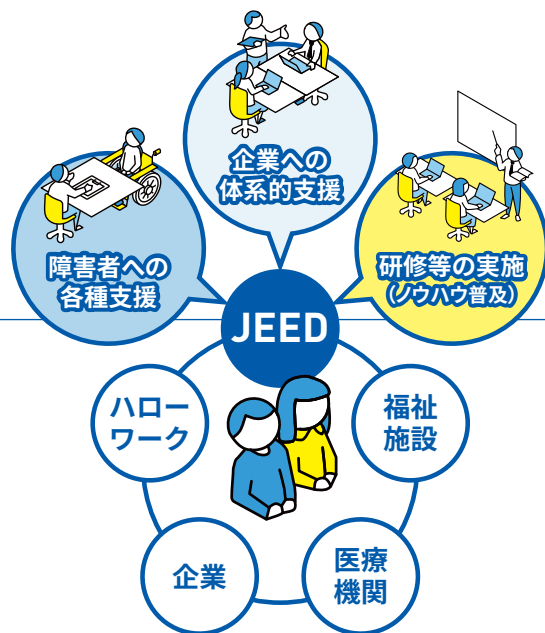 企業への
体系的支援
障害者への
各種支援
研修等の実施
(ノウハウ普及)
JEED
ハロー
ワーク
福祉
施設
企業
医療
機関